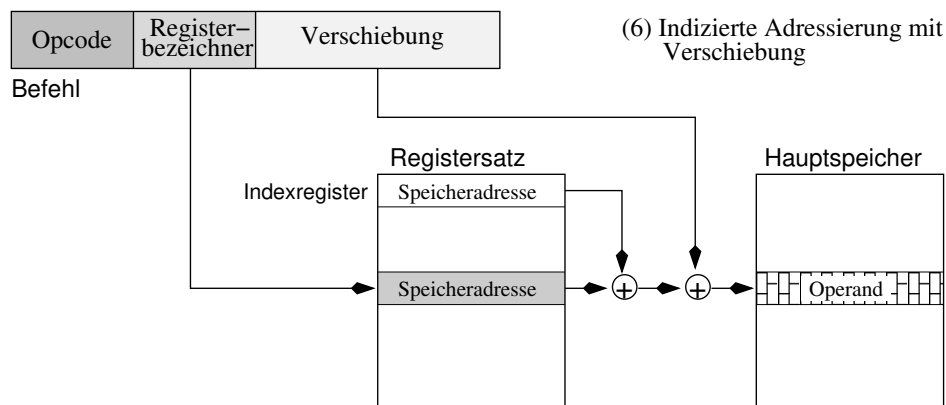 Opcode
Register–
bezeichner
Verschiebung
(6) Indizierte Adressierung mit
Verschiebung
Befehl
Registersatz
Hauptspeicher
Indexregister
Speicheradresse
Speicheradresse
+
+
Operand